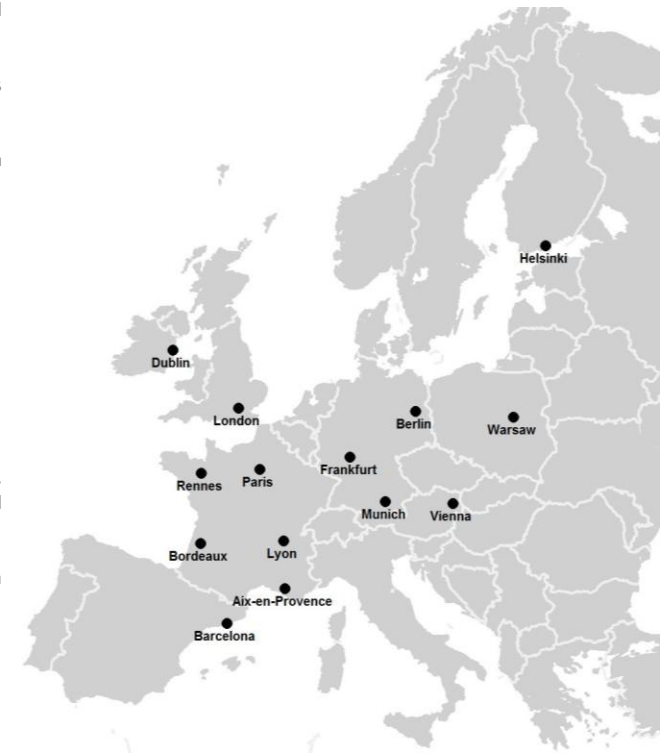 Helsinki
Dublin
London
Berlin
Warsaw
Frankfurt
Rennes
Paris
Munich
Vienna
Bordeaux
Lyon
Aix-en-Provence
Barcelona